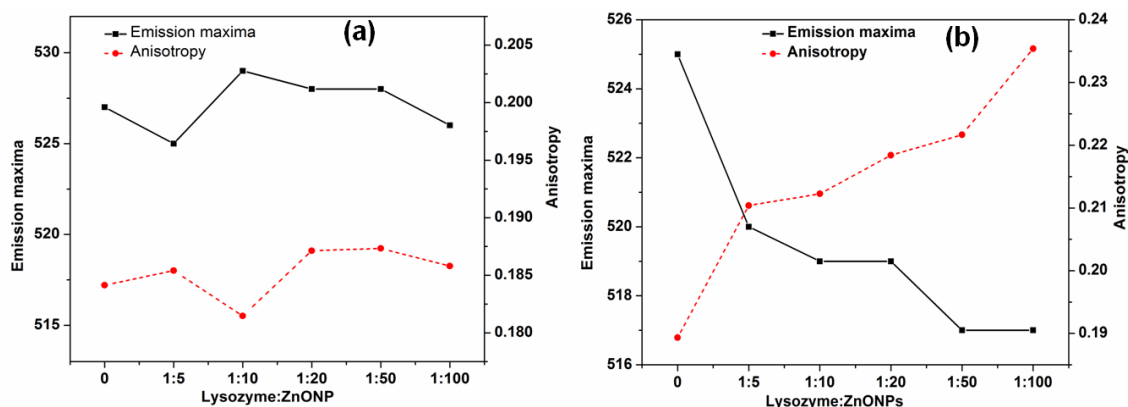 (a)
Emission maxima
Anisotropy
530
525
520
515
Emission maxima
0.205
0.200
0.195
0.190
0.185
0.180
Anisotropy
0 1:5 1:10 1:20 1:50 1:100
Lysozyme:ZnONP
(b)
Emission maxima
Anisotropy
526
524
522
520
518
516
Emission maxima
0.24
0.23
0.22
0.21
0.20
0.19
Anisotropy
0 1:5 1:10 1:20 1:50 1:100
Lysozyme:ZnONPs